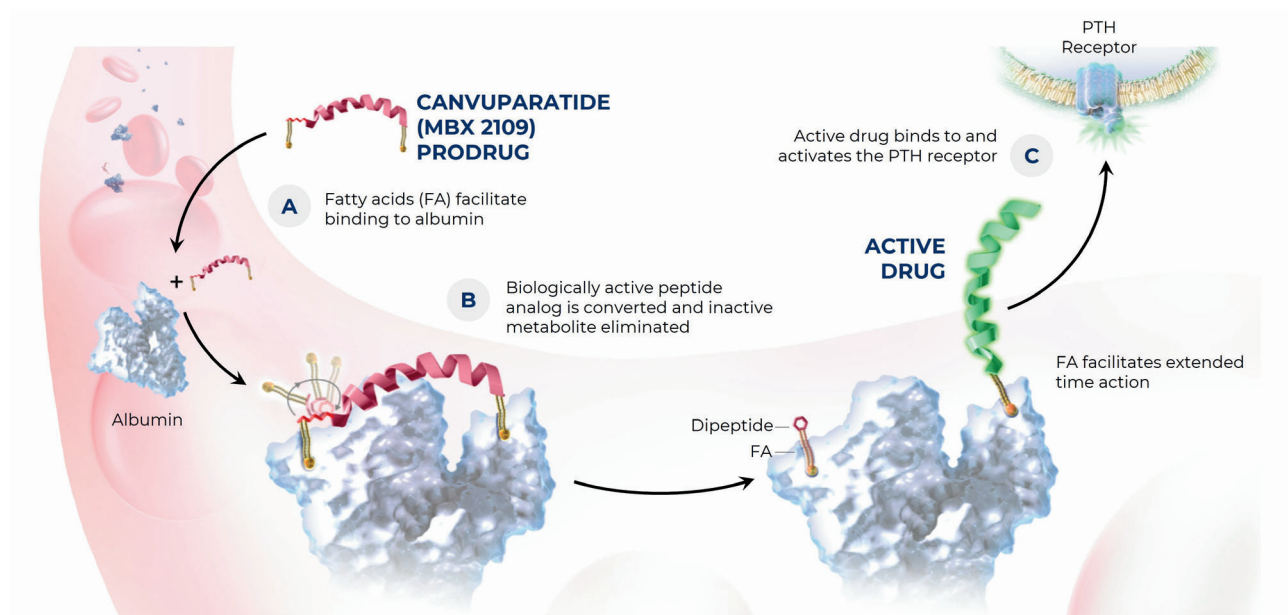 CANVUPARATIDE
(MBX 2109)
PRODRUG
A
Fatty acids (FA) facilitate
binding to albumin
+
Albumin
B
Biologically active peptide
analog is converted and inactive
metabolite eliminated
Dipeptide
FA
ACTIVE
DRUG
FA facilitates extended
time action
Active drug binds to and
activates the PTH receptor
C
PTH
Receptor